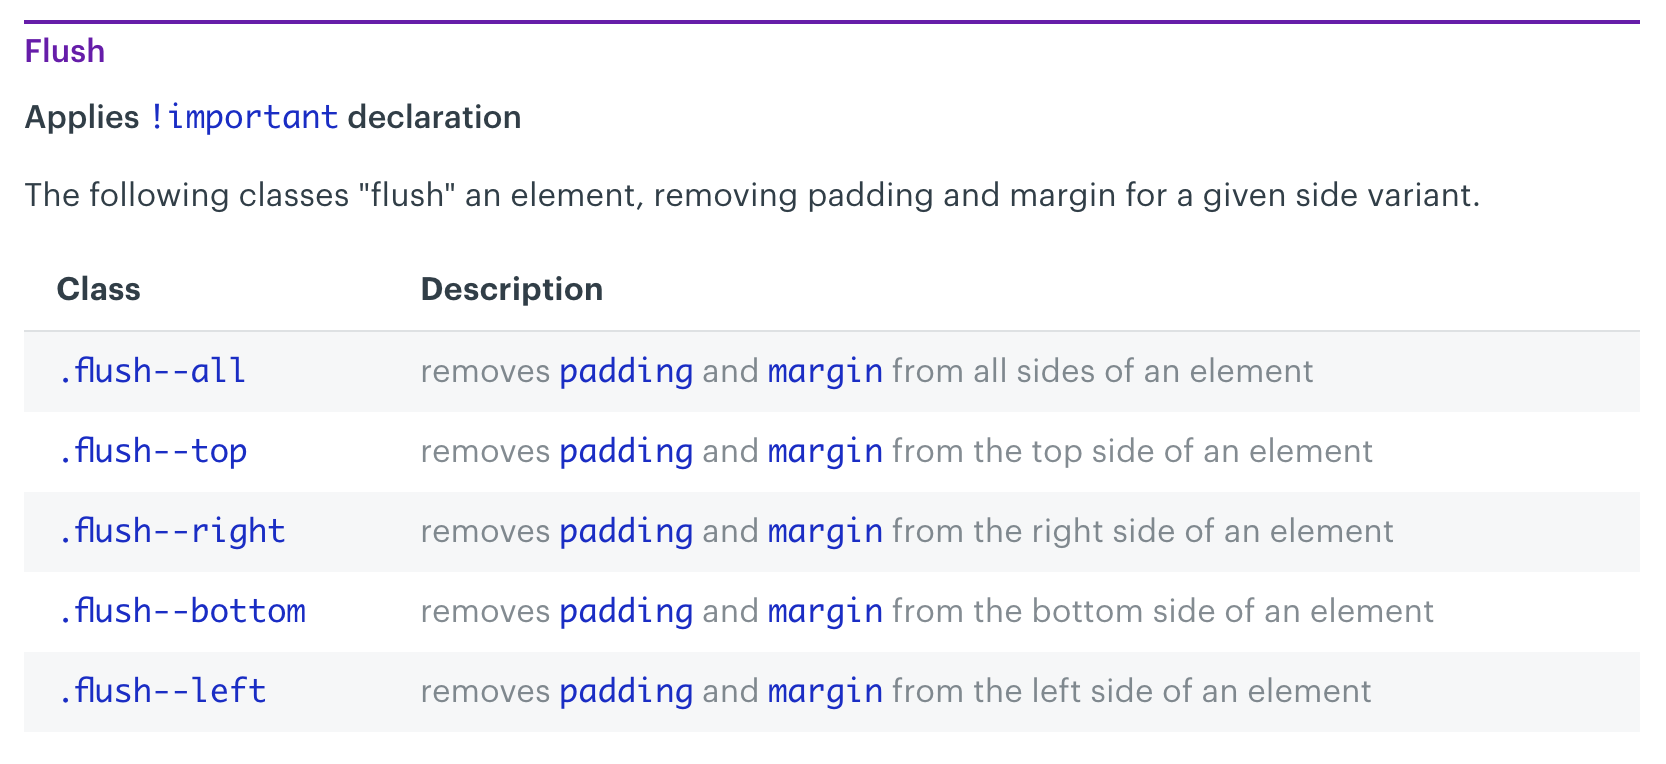 Flush
Applies !important declaration
The following classes "flush" an element, removing padding and margin for a given side variant.
Class Description
.flush--all removes padding and margin from all sides of an element
.flush--top removes padding and margin from the top side of an element
.flush--right removes padding and margin from the right side of an element
.flush--bottom removes padding and margin from the bottom side of an element
.flush--left removes padding and margin from the left side of an element